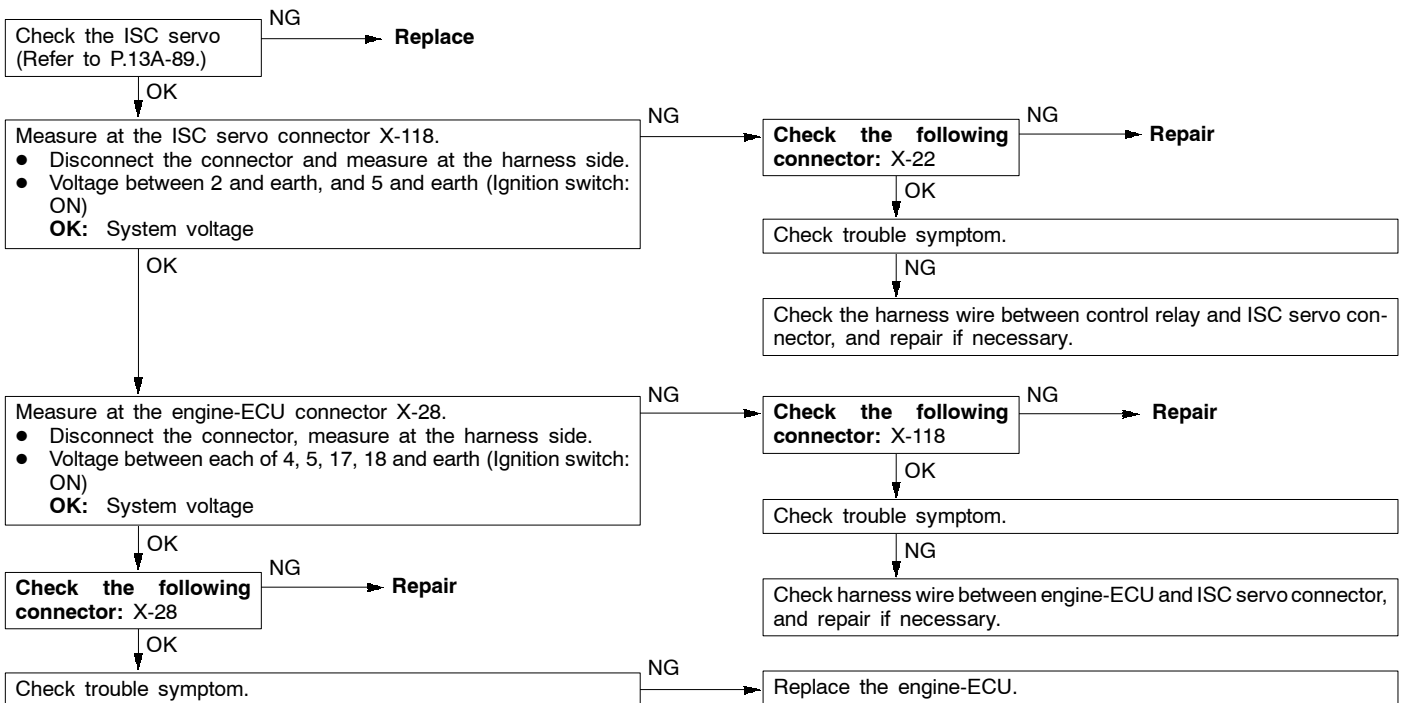 Check the ISC servo
(Refer to P.13A-89.)
NG
Replace
OK
Measure at the ISC servo connector X-118.
● Disconnect the connector and measure at the harness side.
● Voltage between 2 and earth, and 5 and earth (Ignition switch:
ON)
OK: System voltage
NG
Check the following
connector: X-22
NG
Repair
OK
Check trouble symptom.
NG
Check the harness wire between control relay and ISC servo con-
nector, and repair if necessary.
OK
Measure at the engine-ECU connector X-28.
● Disconnect the connector, measure at the harness side.
● Voltage between each of 4, 5, 17, 18 and earth (Ignition switch:
ON)
OK: System voltage
NG
Check the following
connector: X-118
NG
Repair
OK
Check trouble symptom.
NG
Check harness wire between engine-ECU and ISC servo connector,
and repair if necessary.
OK
Check the following
connector: X-28
NG
Repair
OK
Check trouble symptom.
NG
Replace the engine-ECU.